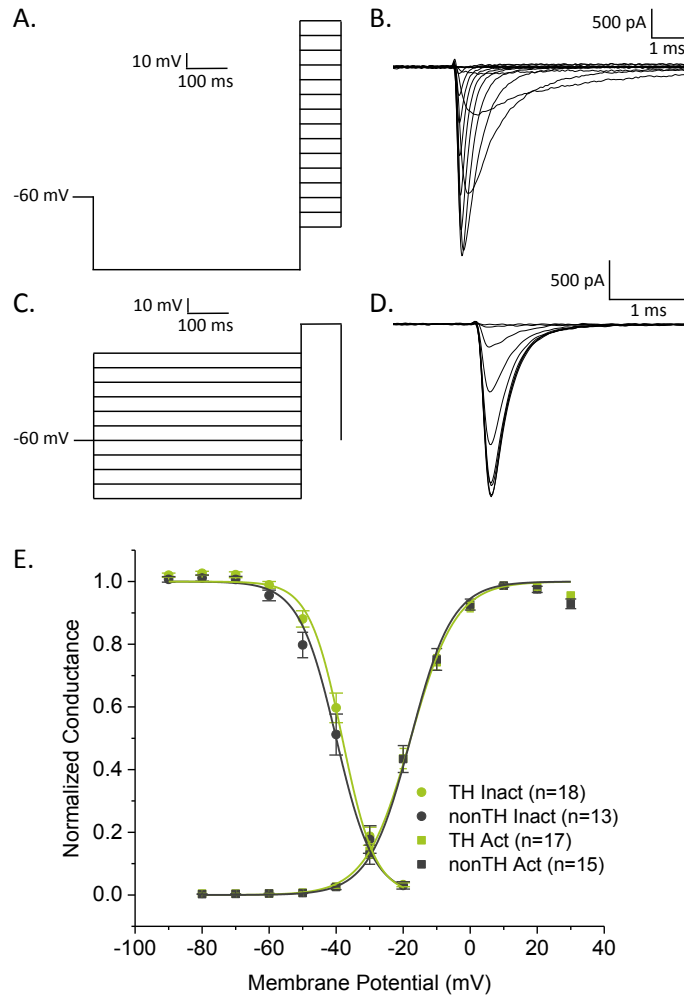 A.
10 mV
100 ms
-60 mV
B.
500 pA
1 ms
C.
10 mV
100 ms
-60 mV
D.
500 pA
1 ms
E.
Normalized Conductance
1.0
0.8
0.6
0.4
0.2
0.0
TH Inact (n=18)
nonTH Inact (n=13)
TH Act (n=17)
nonTH Act (n=15)
-100 -80 -60 -40 -20 0 20 40
Membrane Potential (mV)